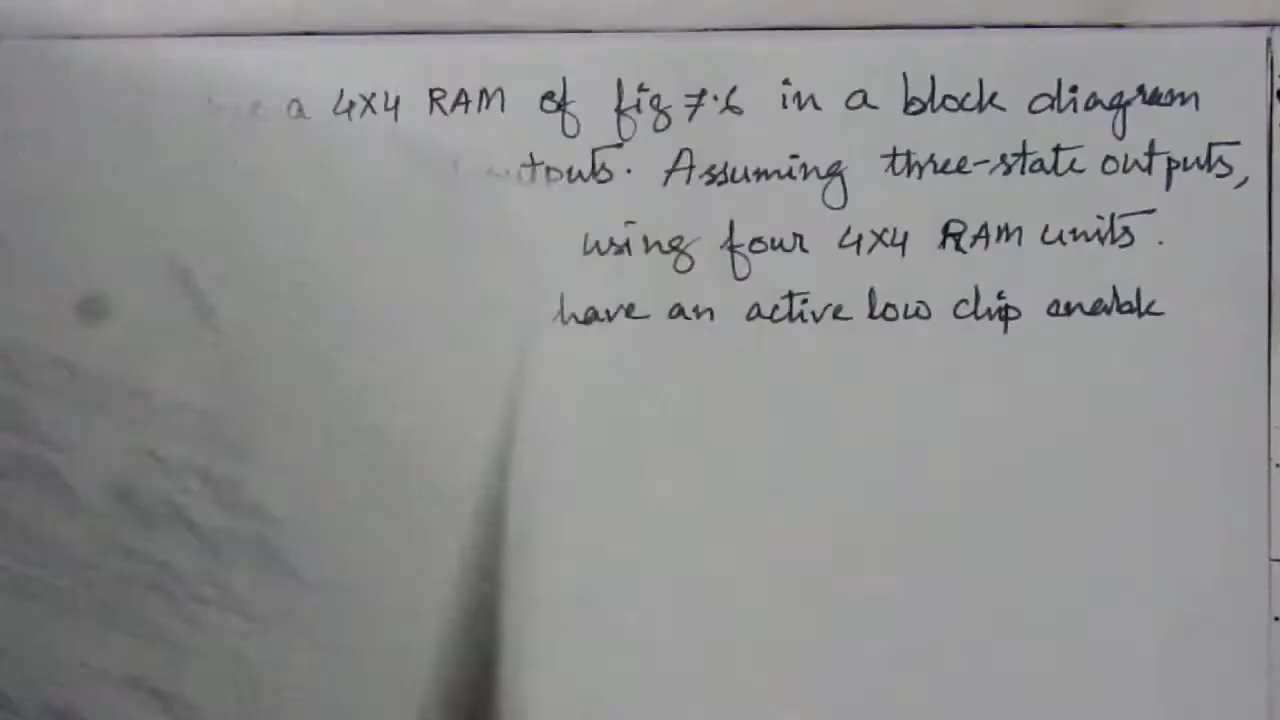 a 4X4 RAM of fig 7.6 in a block diagram
Assuming three-state outputs,
using four 4X4 RAM units.
have an active low chip enable